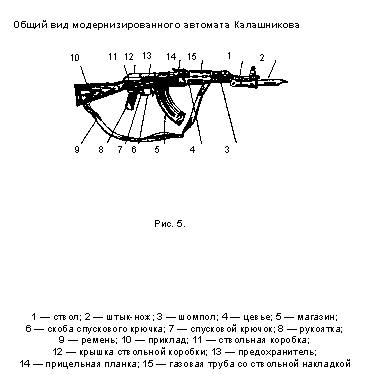 Общий вид модернизированного автомата Калашникова
11 13 14 15 1 2
10 12
9 8 7 6 5 4 3
Рис. 5.
1 — ствол; 2 — штык-нож; 3 — шомпол; 4 — цевье; 5 — магазин;
6 — скоба спускового крючка; 7 — спусковой крючок; 8 — рукоятка;
9 — ремень; 10 — приклад; 11 — ствольная коробка;
12 — крышка ствольной коробки; 13 — предохранитель;
14 — прицельная планка; 15 — газовая труба со ствольной накладкой